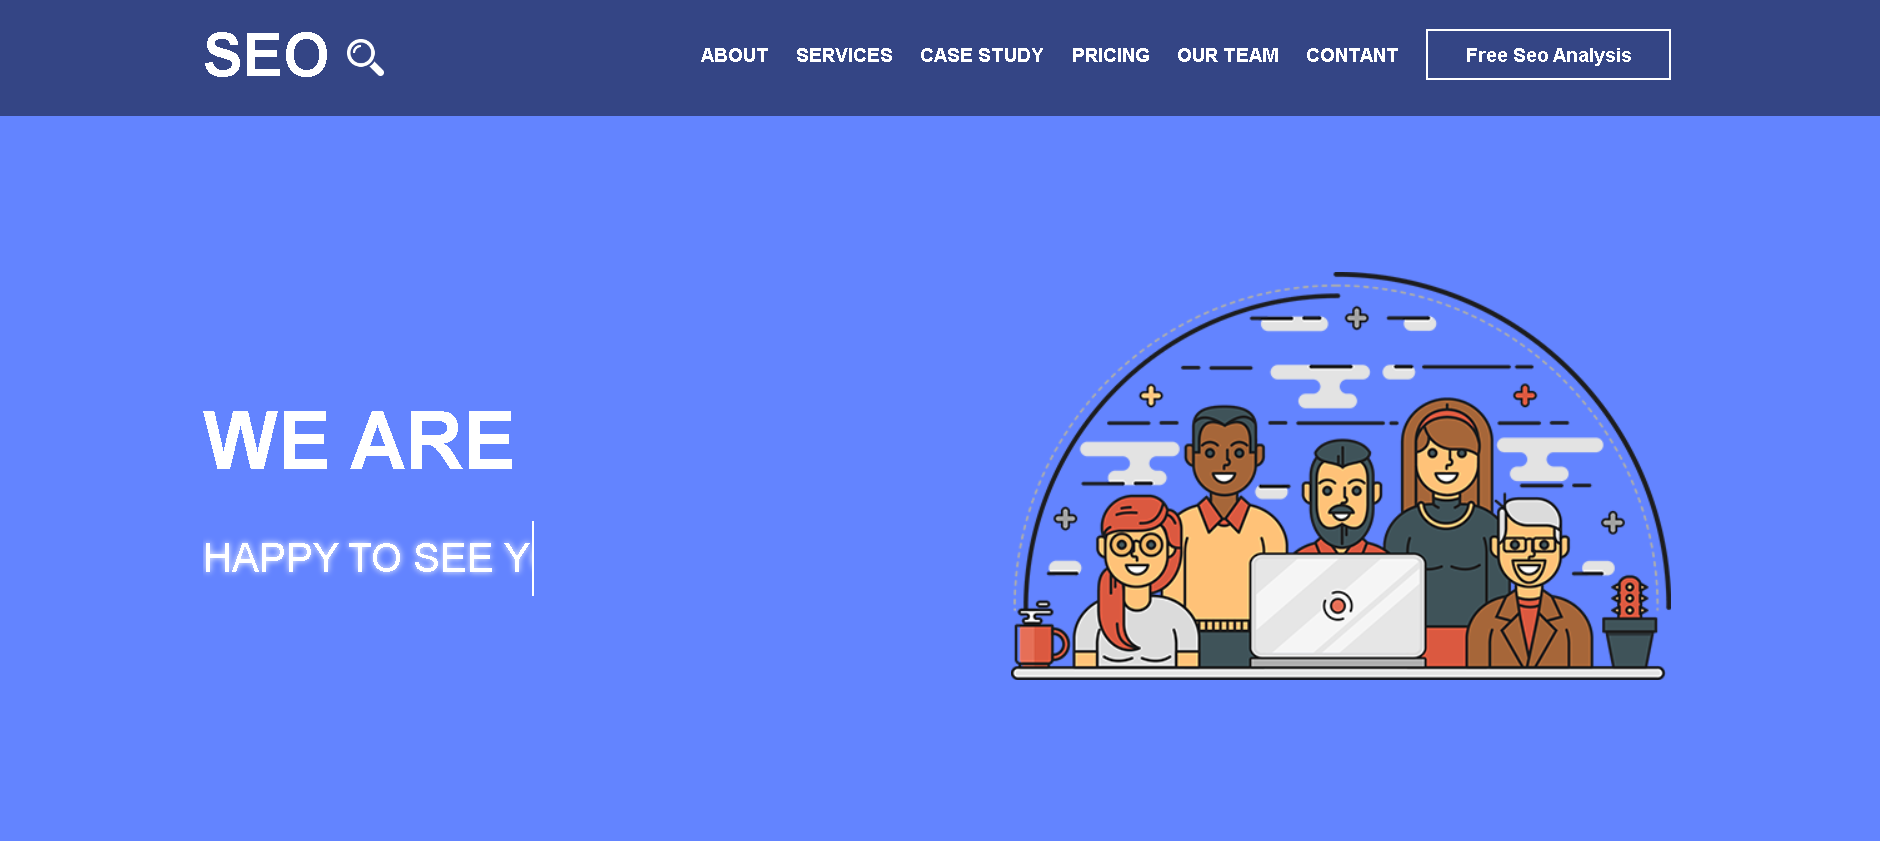 SEO
ABOUT SERVICES CASE STUDY PRICING OUR TEAM CONTANT Free Seo Analysis
WE ARE
HAPPY TO SEE Y